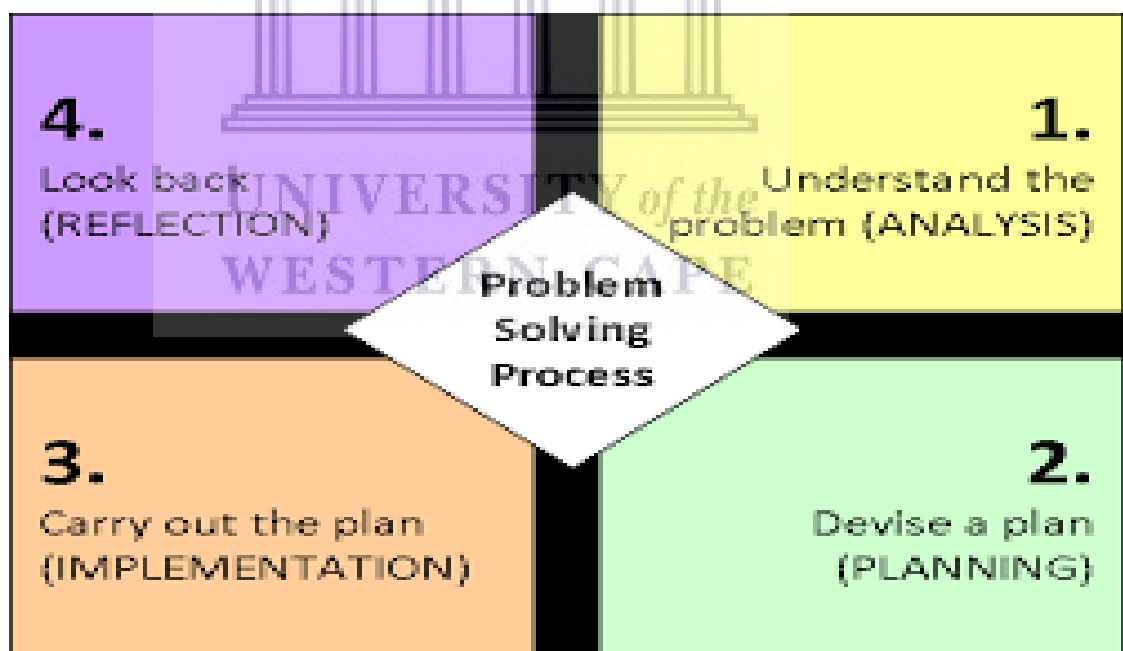 1.
Understand the
problem (ANALYSIS)
2.
Devise a plan
(PLANNING)
3.
Carry out the plan
(IMPLEMENTATION)
4.
Look back
(REFLECTION)
Problem
Solving
Process
UNIVERSITY of the
WESTERN CAPE